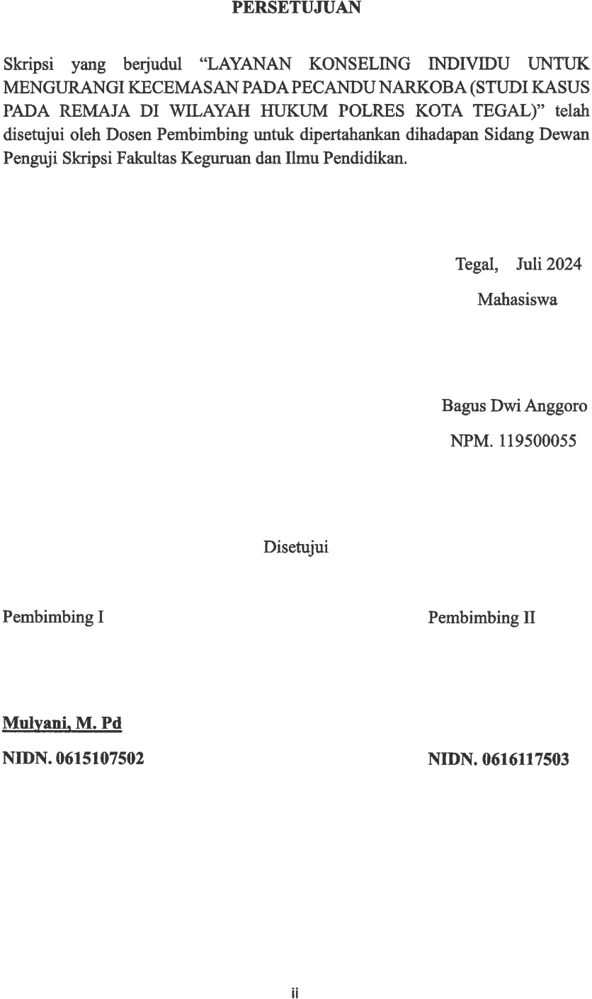 PERSETUJUAN
Skripsi yang berjudul “LAYANAN KONSELING INDIVIDU UNTUK
MENGURANGI KECEMASAN PADA PECANDU NARKOBA (STUDI KASUS
PADA REMAJA DI WILAYAH HUKUM POLRES KOTA TEGAL)” telah
disetujui oleh Dosen Pembimbing untuk dipertahankan dihadapan Sidang Dewan
Penguji Skripsi Fakultas Keguruan dan Ilmu Pendidikan.
Tegal, Juli 2024
Mahasiswa
Bagus Dwi Anggoro
NPM. 119500055
Disetujui
Pembimbing I
Pembimbing II
Mulyani, M. Pd
NIDN. 0615107502
NIDN. 0616117503
ii